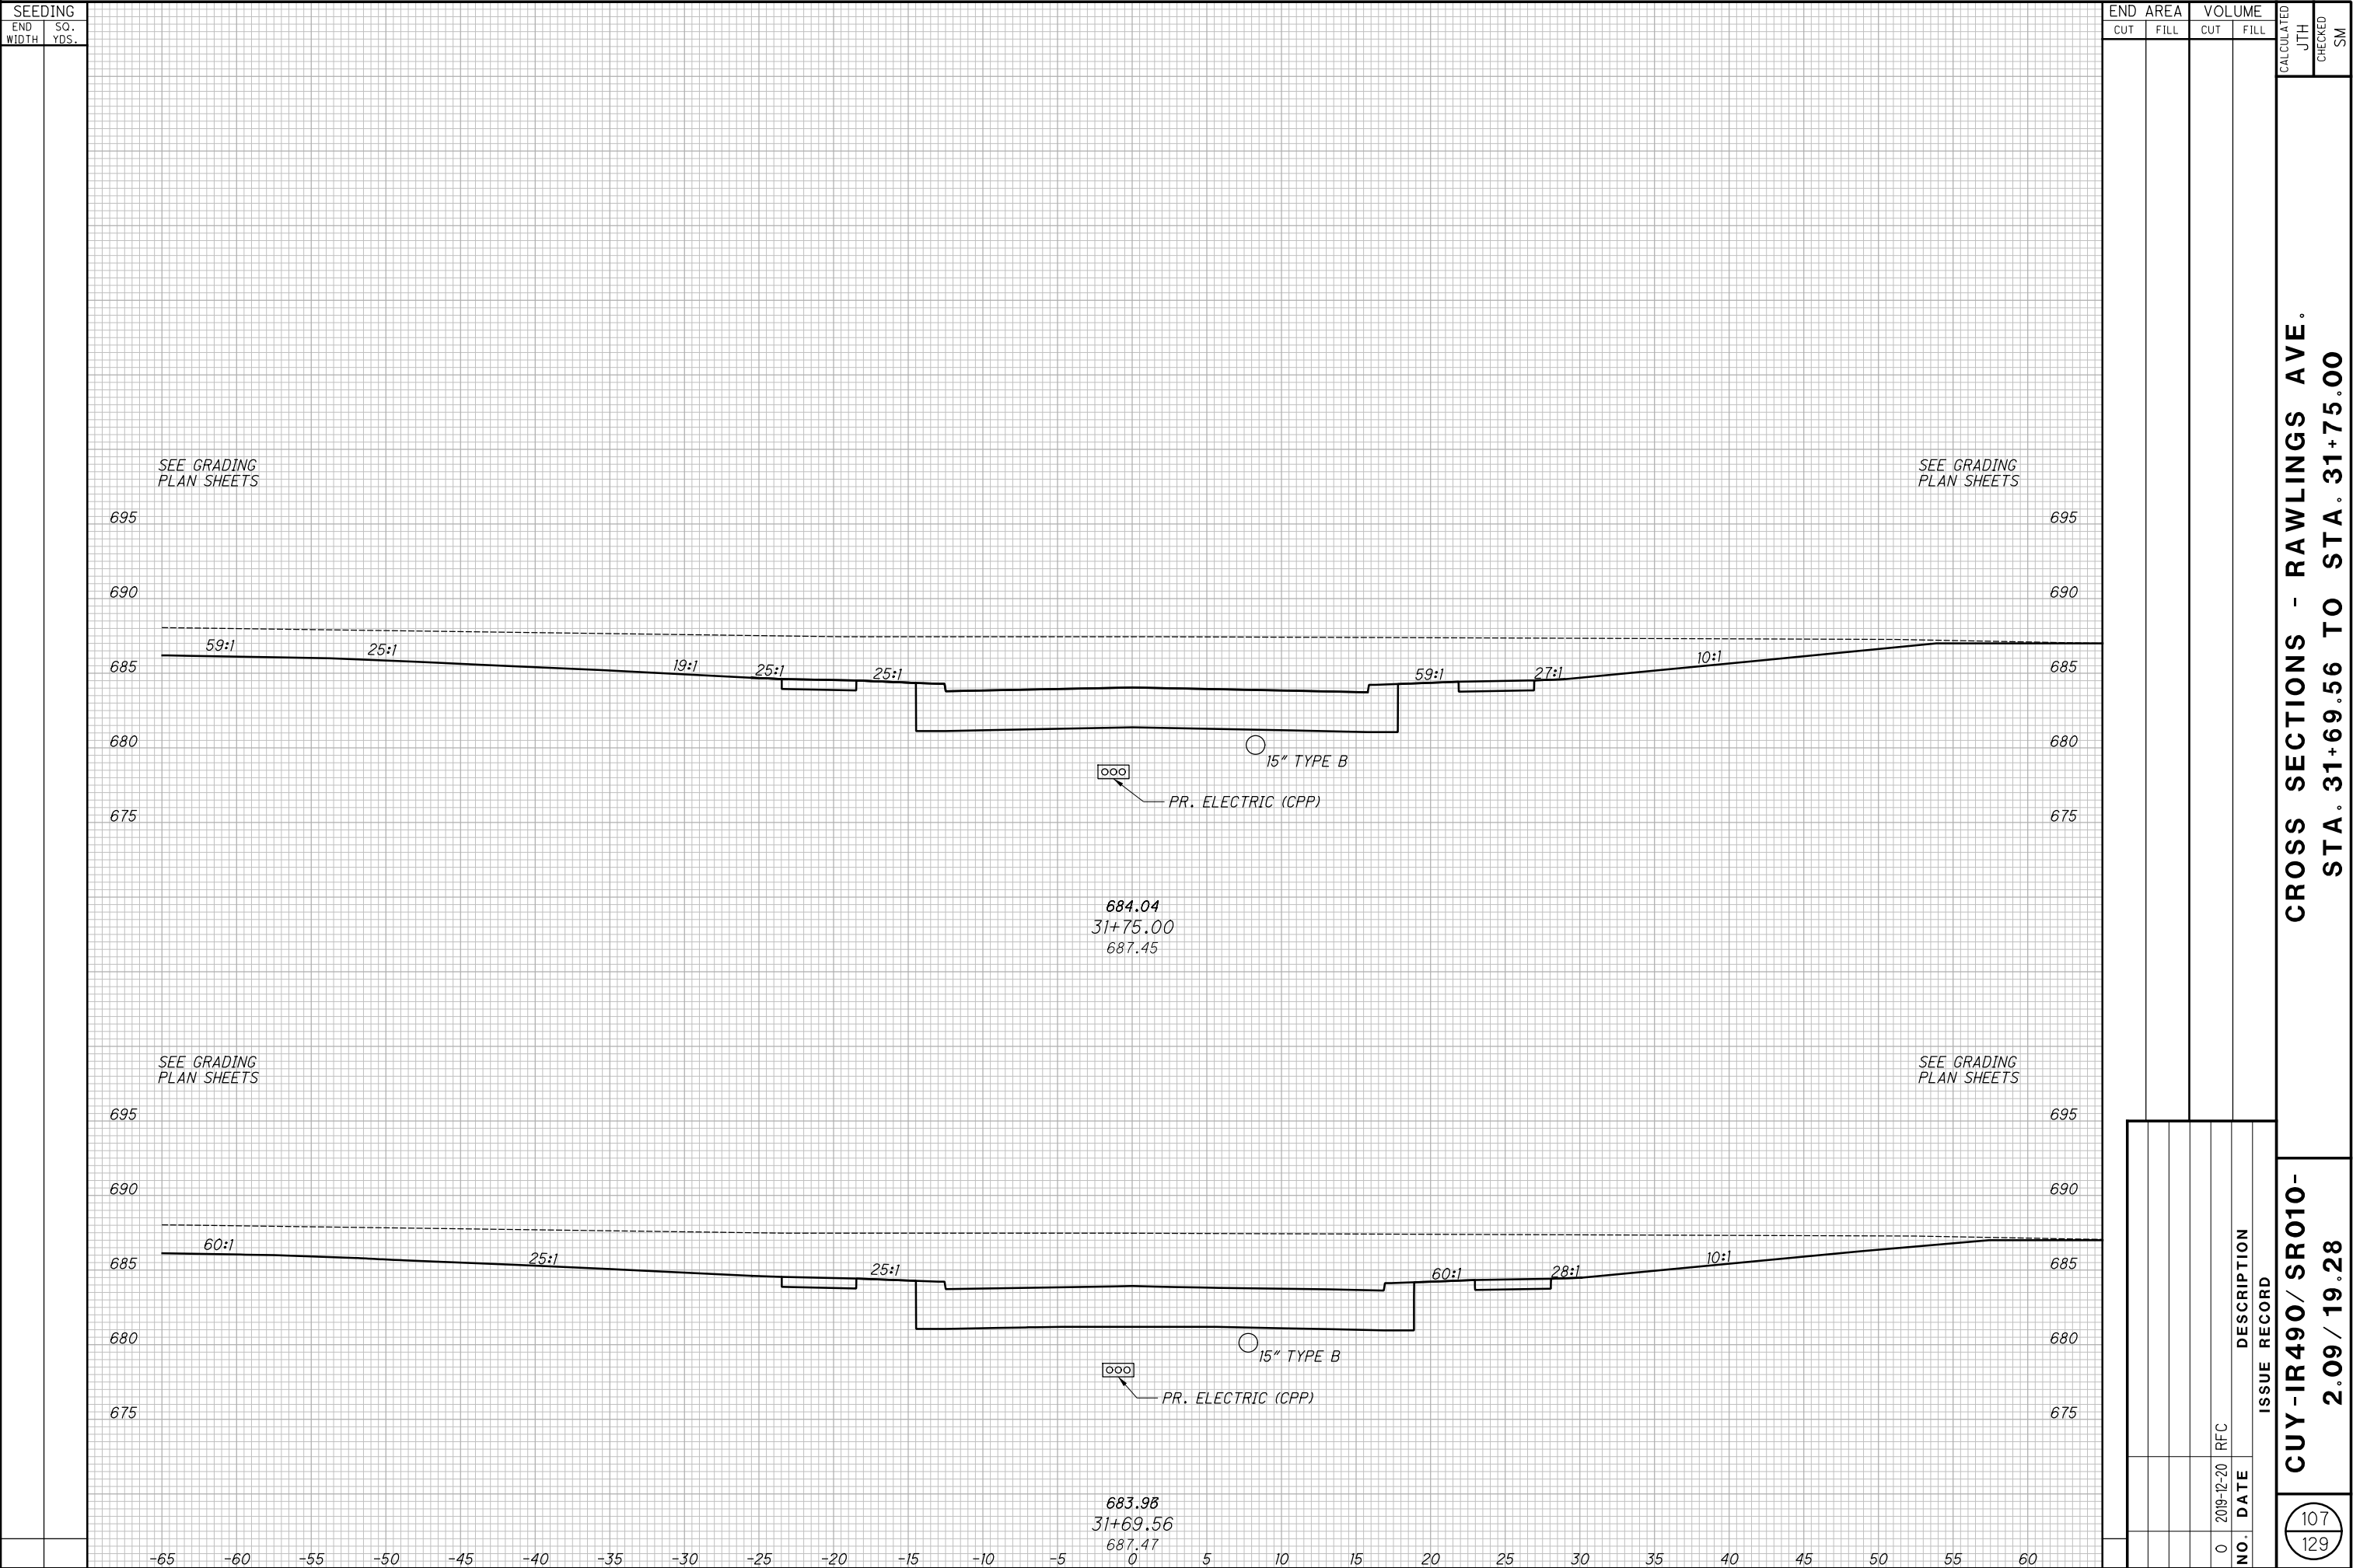 SEEDING
END WIDTH
SQ. YDS.
END AREA
VOLUME
CUT
FILL
CUT
FILL
CALCULATED
JTH
CHECKED
SM
SEE GRADING
PLAN SHEETS
SEE GRADING
PLAN SHEETS
695
695
690
690
59:1
25:1
19:1
25:1
25:1
59:1
27:1
10:1
685
685
680
680
15" TYPE B
PR. ELECTRIC (CPP)
675
675
684.04
31+75.00
687.45
SEE GRADING
PLAN SHEETS
SEE GRADING
PLAN SHEETS
695
695
690
690
60:1
25:1
25:1
60:1
28:1
10:1
685
685
680
680
15" TYPE B
PR. ELECTRIC (CPP)
675
675
31+69.56
687.47
-65 -60 -55 -50 -45 -40 -35 -30 -25 -20 -15 -10 -5 0 5 10 15 20 25 30 35 40 45 50 55 60
CROSS SECTIONS - RAWLINGS AVE.
STA. 31+69.56 TO STA. 31+75.00
CUY-IR490/SR010-
2.09/19.28
0 2019-12-20 RFC
NO. DATE DESCRIPTION
ISSUE RECORD
107
129